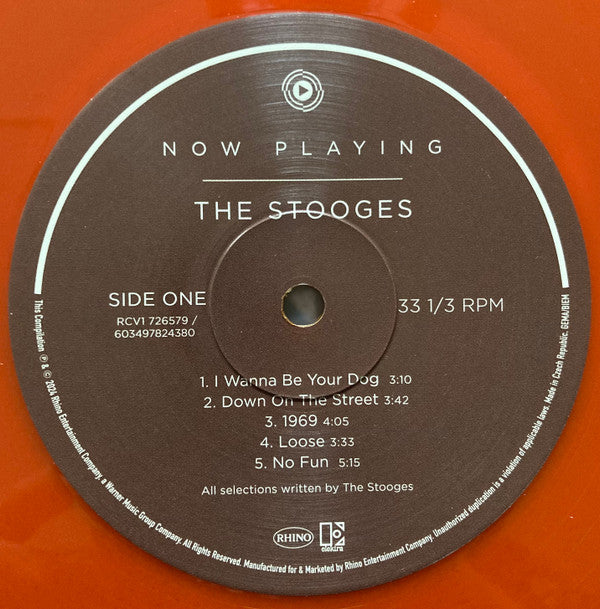 NOW PLAYING
THE STOOGES
SIDE ONE
RCV1 726579 /
603497824380
33 1/3 RPM
1. I Wanna Be Your Dog 3:10
2. Down On The Street 3:42
3. 1969 4:05
4. Loose 3:33
5. No Fun 5:15
All selections written by The Stooges
RHINO
elektra
This Compilation ℗ & © 2024 Rhino Entertainment Company, a Warner Music Group Company. All Rights Reserved. Manufactured for & Marketed by Rhino Entertainment Company. Unauthorized duplication is a violation of applicable laws. Made in Czech Republic. GEMA/BIEM